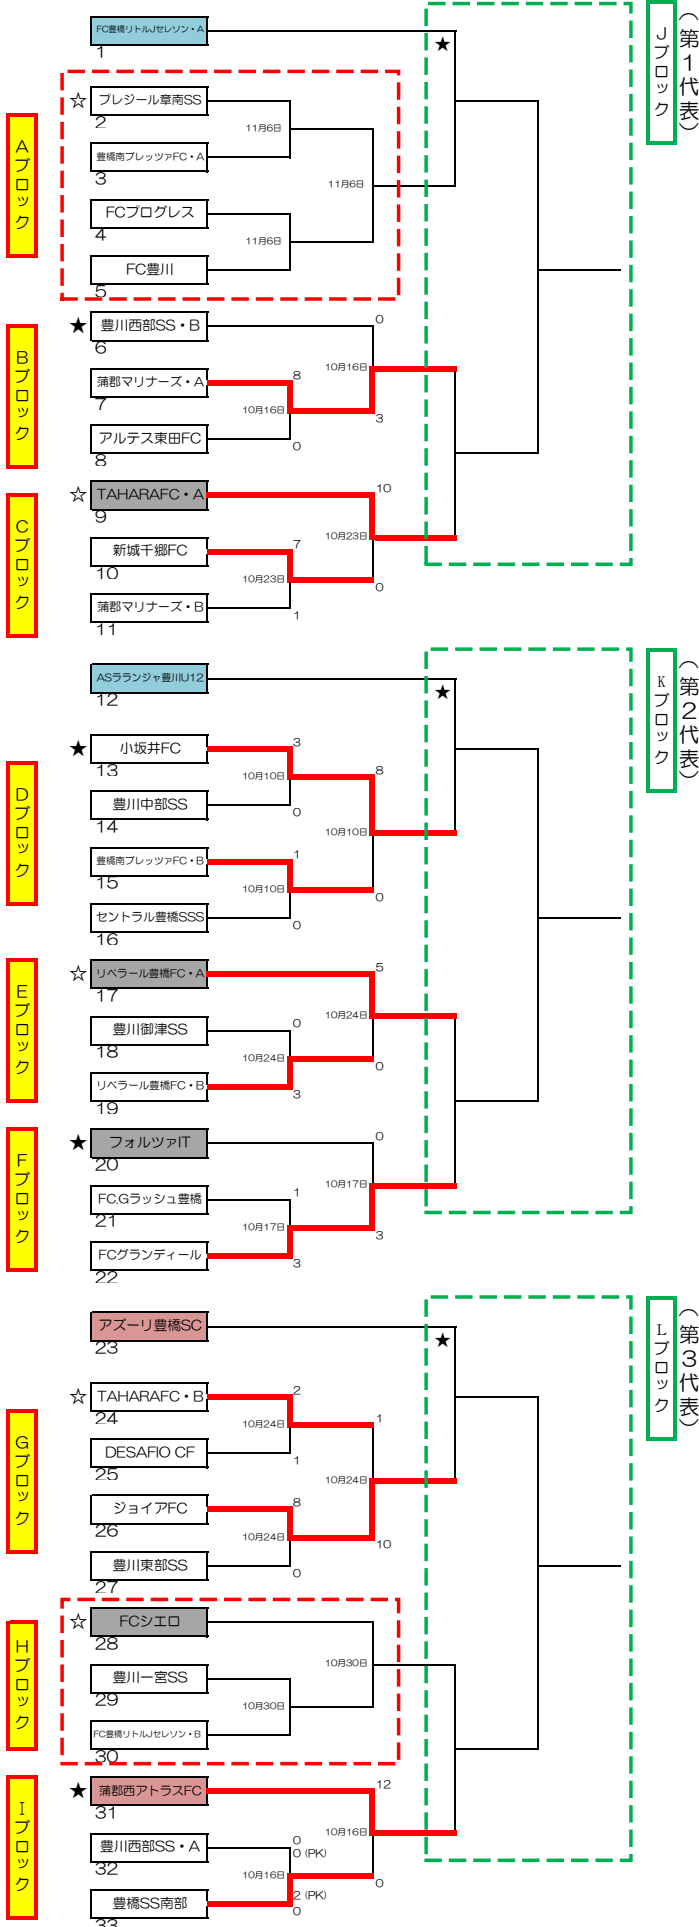 FC豊橋リトルJセレソン・A
1
★
Jブロック
（第1代表）
☆
プレジール章南SS
2
11月6日
Aブロック
豊橋南プレッツァFC・A
3
11月6日
FCプログレス
4
11月6日
FC豊川
5
★
豊川西部SS・B
6
0
Bブロック
10月16日
蒲郡マリナーズ・A
7
8
10月16日
3
アルテス東田FC
8
0
☆
TAHARAFC・A
9
10
Cブロック
10月23日
新城千郷FC
10
7
10月23日
0
蒲郡マリナーズ・B
11
1
ASラランジャ豊川U12
12
★
Kブロック
（第2代表）
★
小坂井FC
13
3
10月10日
8
Dブロック
豊川中部SS
14
0
10月10日
豊橋南プレッツァFC・B
15
1
10月10日
0
セントラル豊橋SSS
16
0
☆
リベラール豊橋FC・A
17
5
Eブロック
10月24日
豊川御津SS
18
0
10月24日
0
リベラール豊橋FC・B
19
3
★
フォルツァIT
20
0
Fブロック
10月17日
FC.Gラッシュ豊橋
21
1
10月17日
3
FCグランディール
22
3
アズーリ豊橋SC
23
★
Lブロック
（第3代表）
☆
TAHARAFC・B
24
2
10月24日
1
Gブロック
DESAFIO CF
25
1
10月24日
ジョイアFC
26
8
10月24日
10
豊川東部SS
27
0
☆
FCシエロ
28
Hブロック
10月30日
豊川一宮SS
29
10月30日
FC豊橋リトルJセレソン・B
30
★
蒲郡西アトラスFC
31
12
Iブロック
10月16日
豊川西部SS・A
32
0
0 (PK)
10月16日
0
豊橋SS南部
33
2 (PK)
0